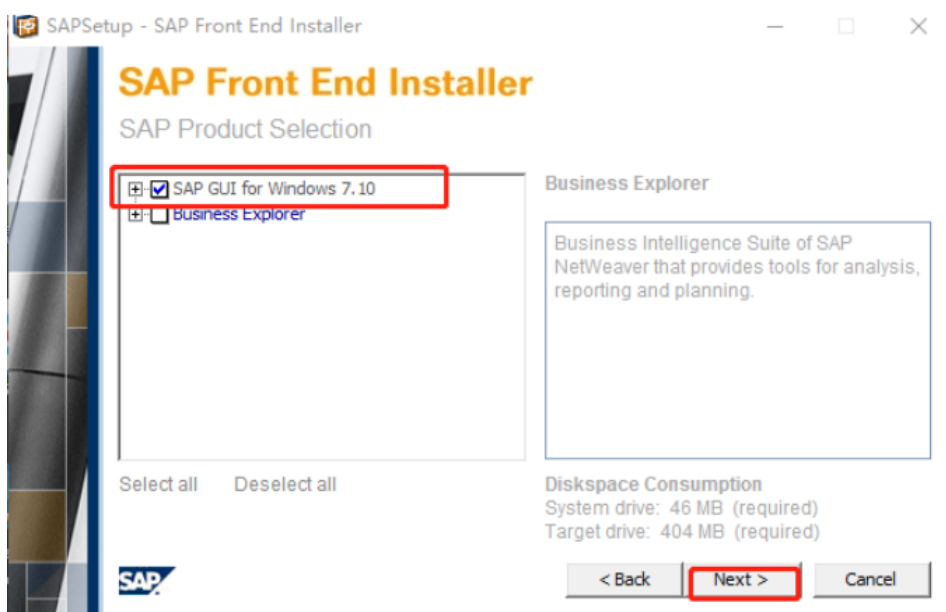 SAPSetup - SAP Front End Installer
SAP Front End Installer
SAP Product Selection
SAP GUI for Windows 7.10
Business Explorer
Business Explorer
Business Intelligence Suite of SAP
NetWeaver that provides tools for analysis,
reporting and planning.
Select all Deselect all
Diskspace Consumption
System drive: 46 MB (required)
Target drive: 404 MB (required)
SAP
< Back Next > Cancel